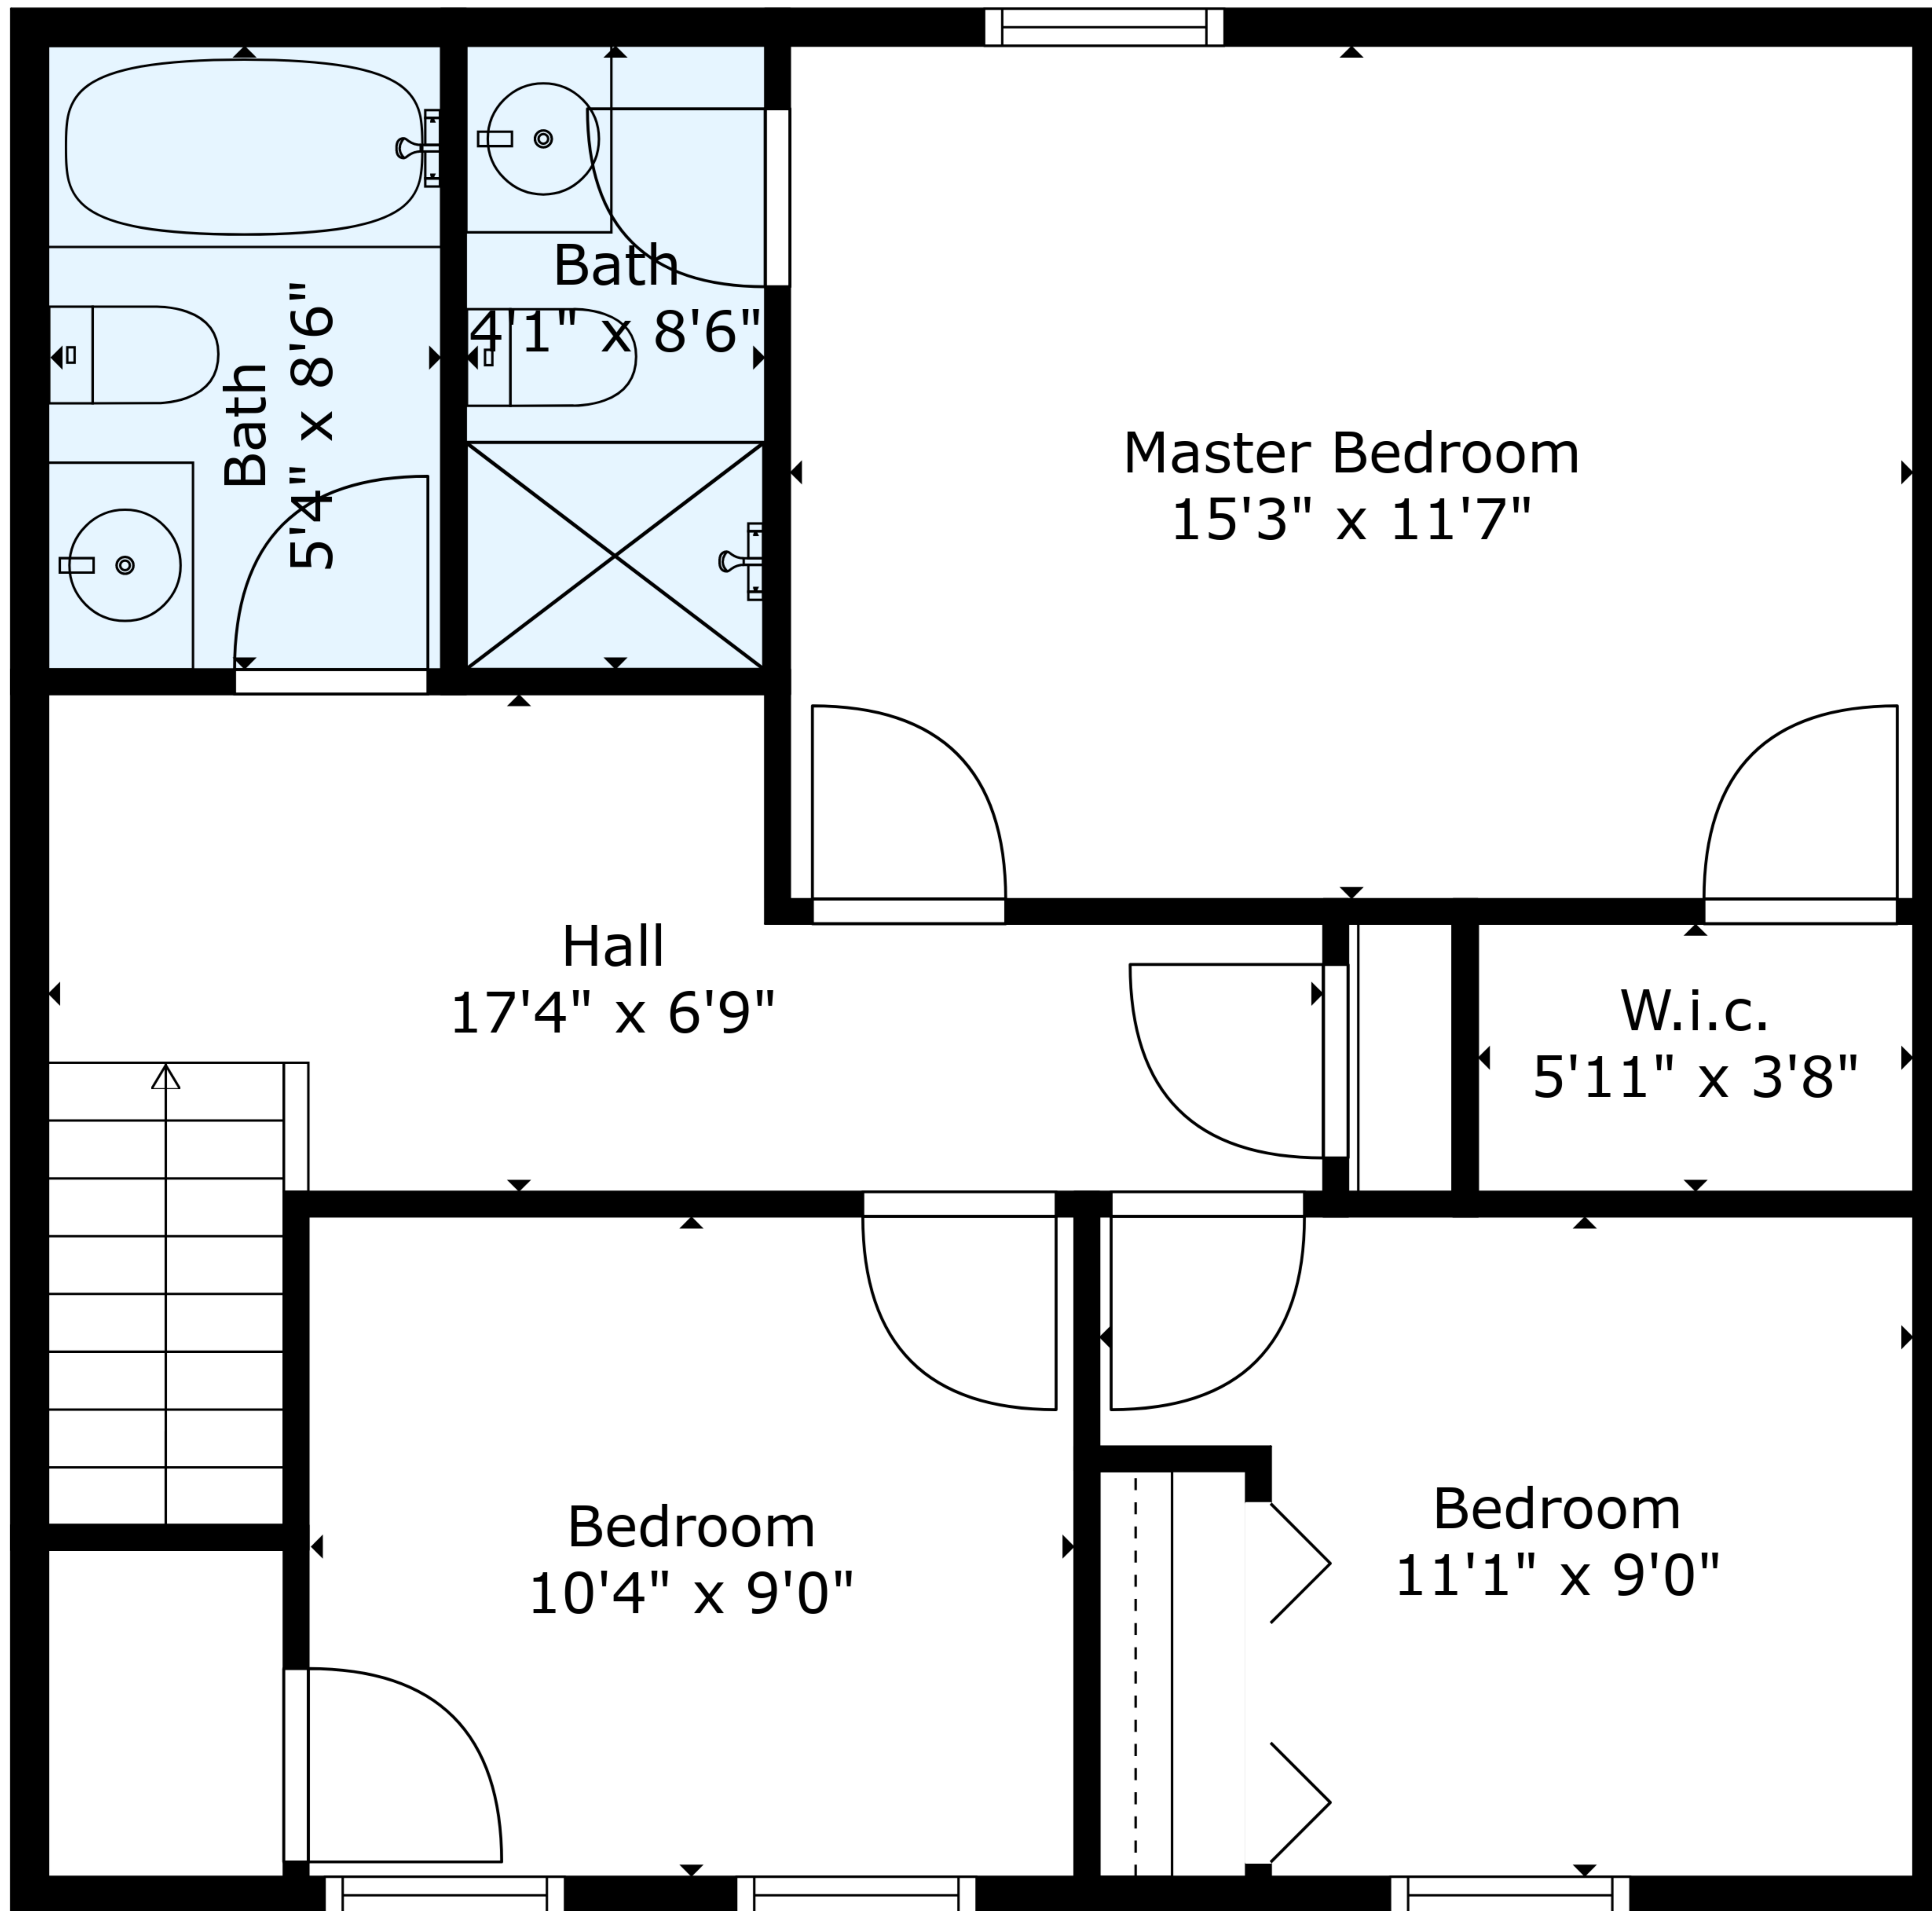 Bath
5'4" x 8'6"
Bath
4'1" x 8'6"
Master Bedroom
15'3" x 11'7"
Hall
17'4" x 6'9"
W.i.c.
5'11" x 3'8"
Bedroom
10'4" x 9'0"
Bedroom
11'1" x 9'0"